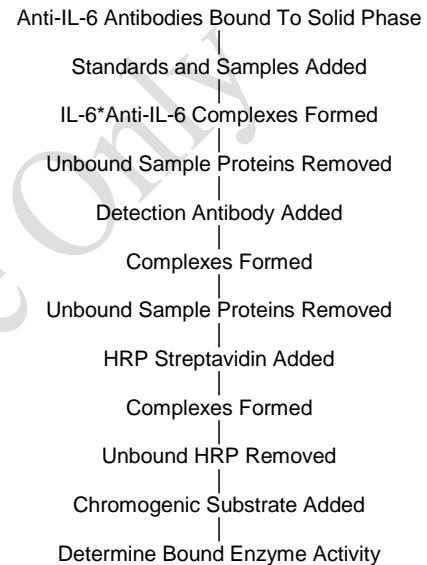 Anti-IL-6 Antibodies Bound To Solid Phase
Standards and Samples Added
IL-6*Anti-IL-6 Complexes Formed
Unbound Sample Proteins Removed
Detection Antibody Added
Complexes Formed
Unbound Sample Proteins Removed
HRP Streptavidin Added
Complexes Formed
Unbound HRP Removed
Chromogenic Substrate Added
Determine Bound Enzyme Activity
Only